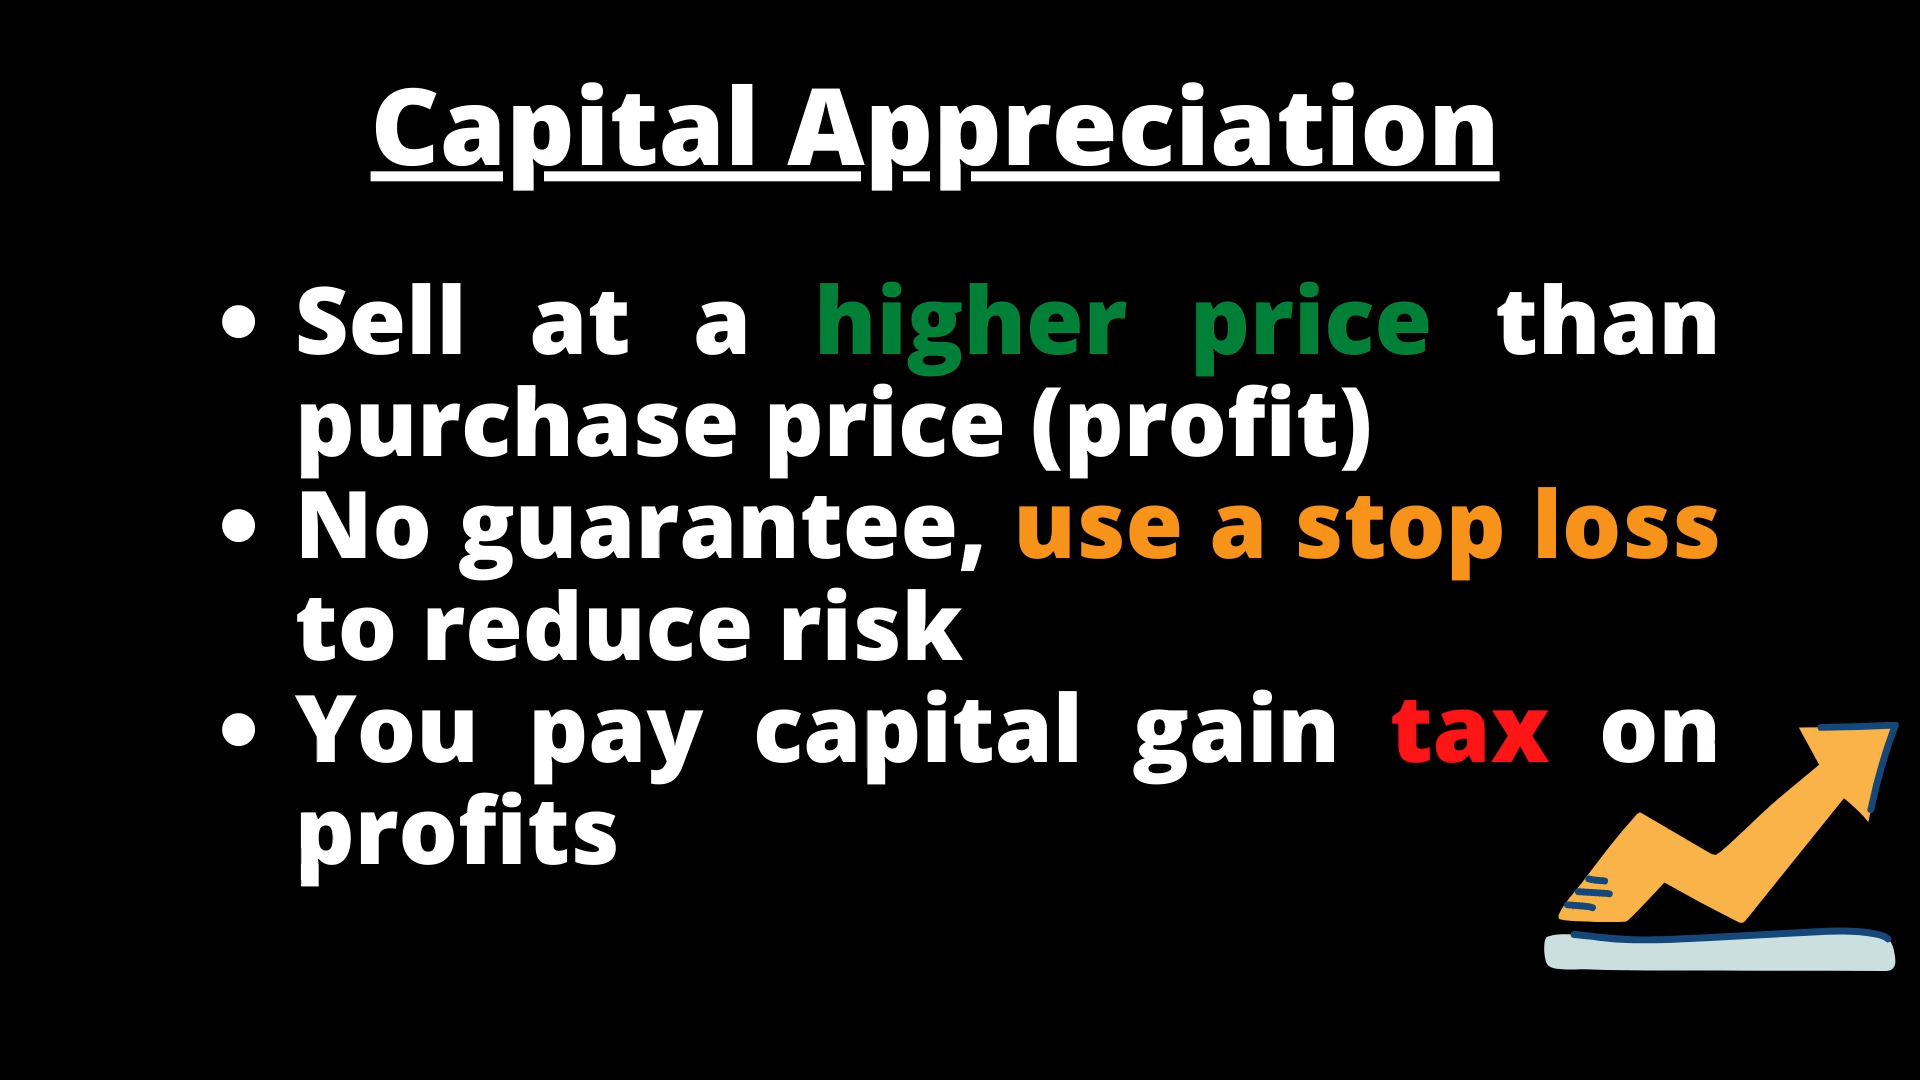 Capital Appreciation
• Sell at a higher price than
purchase price (profit)
• No guarantee, use a stop loss
to reduce risk
• You pay capital gain tax on
profits